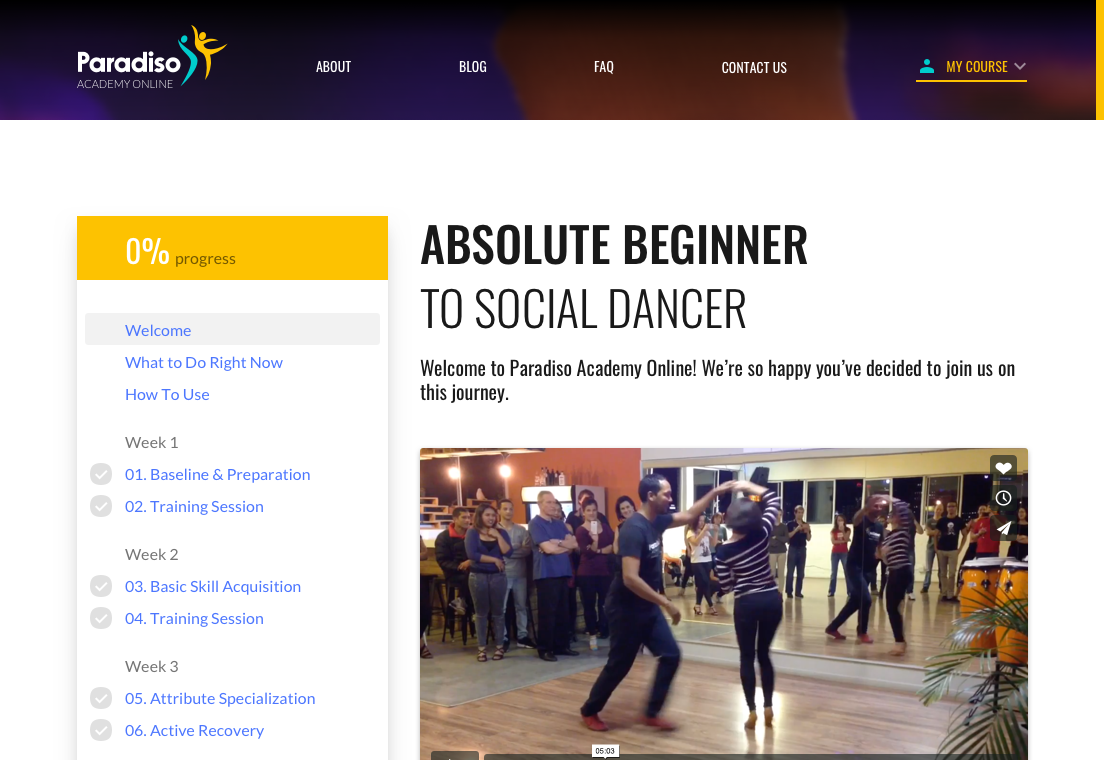 Paradiso
ACADEMY ONLINE
ABOUT
BLOG
FAQ
CONTACT US
MY COURSE
0% progress
Welcome
What to Do Right Now
How To Use
Week 1
01. Baseline & Preparation
02. Training Session
Week 2
03. Basic Skill Acquisition
04. Training Session
Week 3
05. Attribute Specialization
06. Active Recovery
ABSOLUTE BEGINNER
TO SOCIAL DANCER
Welcome to Paradiso Academy Online! We’re so happy you’ve decided to join us on
this journey.
05:03